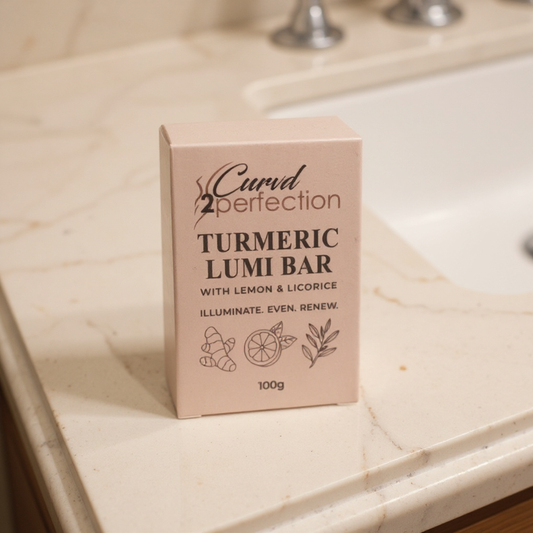 Curvd
2perfection
TURMERIC
LUMI BAR
WITH LEMON & LICORICE
ILLUMINATE. EVEN. RENEW.
100g